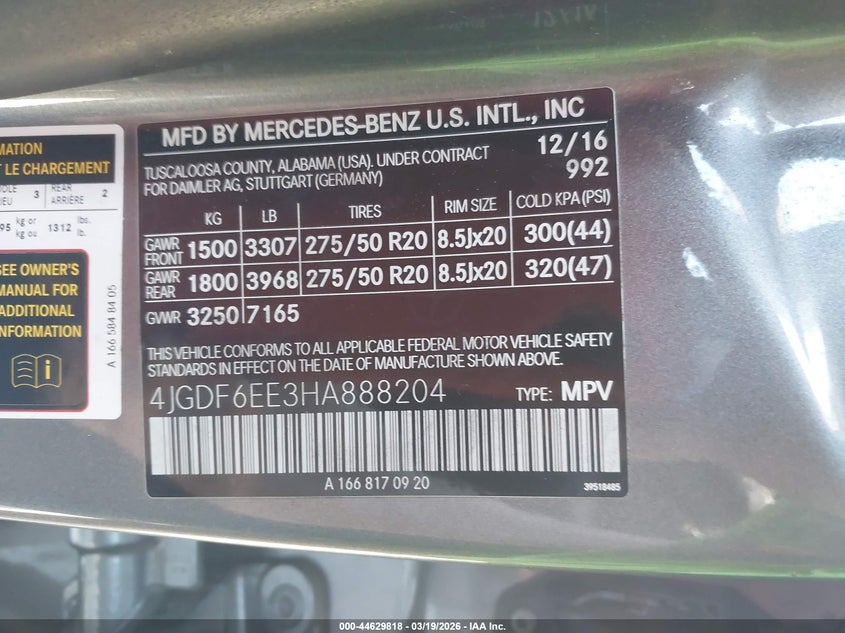 MATION
T LE CHARGEMENT
3 REAR ARRIÈRE 2
95 kg or kg ou 1312 lbs. lb.
SEE OWNER'S
MANUAL FOR
ADDITIONAL
INFORMATION
A 166 584 84 05
MFD BY MERCEDES-BENZ U.S. INTL., INC
TUSCALOOSA COUNTY, ALABAMA (USA). UNDER CONTRACT
FOR DAIMLER AG, STUTTGART (GERMANY)
12/16
992
KG LB TIRES RIM SIZE COLD KPA (PSI)
GAWR FRONT 1500 3307 275/50 R20 8.5Jx20 300(44)
GAWR REAR 1800 3968 275/50 R20 8.5Jx20 320(47)
GVWR 3250 7165
THIS VEHICLE CONFORMS TO ALL APPLICABLE FEDERAL MOTOR VEHICLE SAFETY
STANDARDS IN EFFECT ON THE DATE OF MANUFACTURE SHOWN ABOVE.
4JGDF6EE3HA888204 TYPE: MPV
A 166 817 09 20
39518485
000-44629818 - 03/19/2026 - IAA Inc.